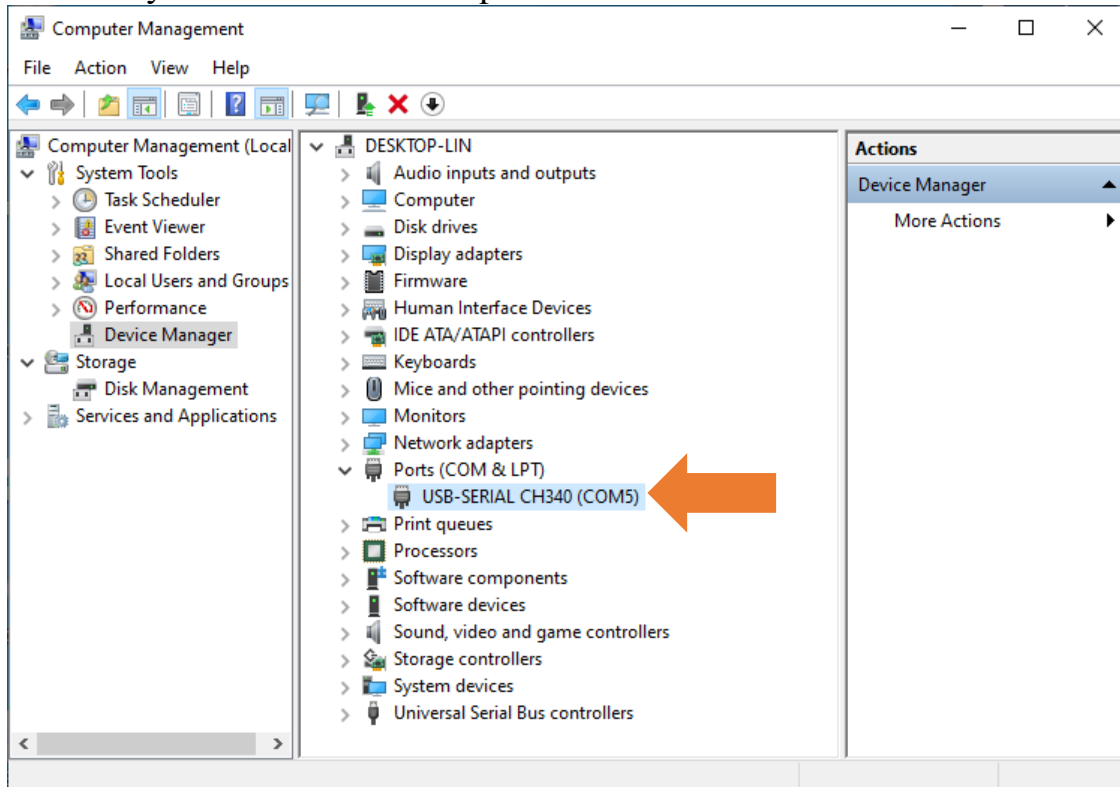 Computer Management
File Action View Help
Computer Management (Local
System Tools
Task Scheduler
Event Viewer
Shared Folders
Local Users and Groups
Performance
Device Manager
Storage
Disk Management
Services and Applications
DESKTOP-LIN
Audio inputs and outputs
Computer
Disk drives
Display adapters
Firmware
Human Interface Devices
IDE ATA/ATAPI controllers
Keyboards
Mice and other pointing devices
Monitors
Network adapters
Ports (COM & LPT)
USB-SERIAL CH340 (COM5)
Print queues
Processors
Software components
Software devices
Sound, video and game controllers
Storage controllers
System devices
Universal Serial Bus controllers
Actions
Device Manager
More Actions